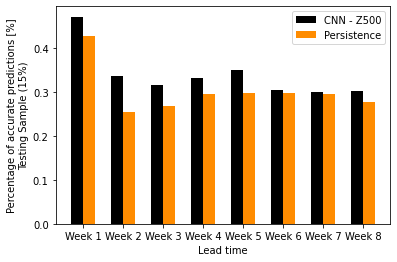 Percentage of accurate predictions [%]
Testing Sample (15%)
0.4
0.3
0.2
0.1
0.0
CNN - Z500
Persistence
Week 1 Week 2 Week 3 Week 4 Week 5 Week 6 Week 7 Week 8
Lead time